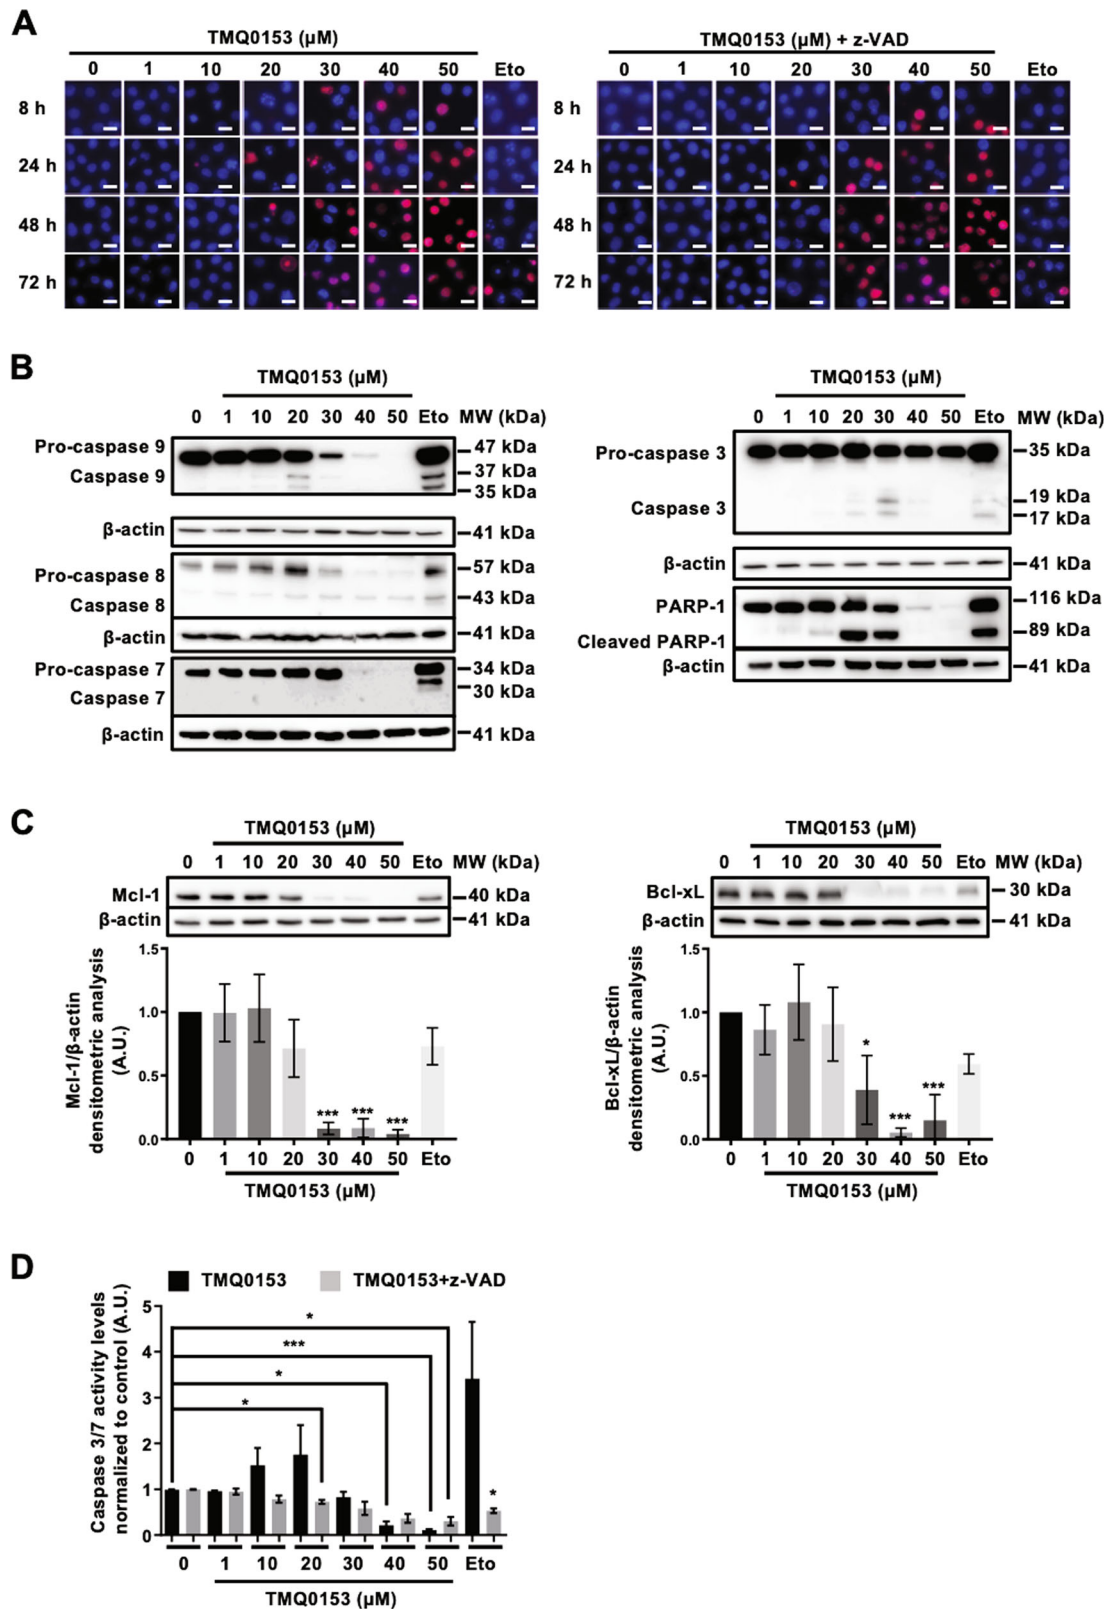 A
TMQ0153 (µM)
0 1 10 20 30 40 50 Eto
8 h
24 h
48 h
72 h
TMQ0153 (µM) + z-VAD
0 1 10 20 30 40 50 Eto
8 h
24 h
48 h
72 h
B
TMQ0153 (µM)
0 1 10 20 30 40 50 Eto MW (kDa)
Pro-caspase 9 47 kDa
Caspase 9 37 kDa
35 kDa
β-actin 41 kDa
Pro-caspase 8 57 kDa
Caspase 8 43 kDa
β-actin 41 kDa
Pro-caspase 7 34 kDa
Caspase 7 30 kDa
β-actin 41 kDa
TMQ0153 (µM)
0 1 10 20 30 40 50 Eto MW (kDa)
Pro-caspase 3 35 kDa
Caspase 3 19 kDa
17 kDa
β-actin 41 kDa
PARP-1 116 kDa
Cleaved PARP-1 89 kDa
β-actin 41 kDa
C
TMQ0153 (µM)
0 1 10 20 30 40 50 Eto MW (kDa)
Mcl-1 40 kDa
β-actin 41 kDa
Mcl-1/β-actin
densitometric analysis
(A.U.)
1.5
1.0
0.5
0.0
*** *** ***
0 1 10 20 30 40 50 Eto
TMQ0153 (µM)
TMQ0153 (µM)
0 1 10 20 30 40 50 Eto MW (kDa)
Bcl-xL 30 kDa
β-actin 41 kDa
Bcl-xL/β-actin
densitometric analysis
(A.U.)
1.5
1.0
0.5
0.0
* *** ***
0 1 10 20 30 40 50 Eto
TMQ0153 (µM)
D
TMQ0153 TMQ0153+z-VAD
Caspase 3/7 activity levels
normalized to control (A.U.)
5
4
3
2
1
0
*
***
*
*
*
0 1 10 20 30 40 50 Eto
TMQ0153 (µM)